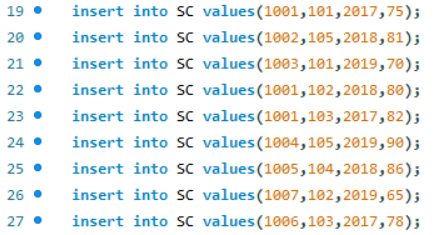 19 insert into SC values(1001,101,2017,75);
20 insert into SC values(1002,105,2018,81);
21 insert into SC values(1003,101,2019,70);
22 insert into SC values(1001,102,2018,80);
23 insert into SC values(1001,103,2017,82);
24 insert into SC values(1004,105,2019,90);
25 insert into SC values(1005,104,2018,86);
26 insert into SC values(1007,102,2019,65);
27 insert into SC values(1006,103,2017,78);